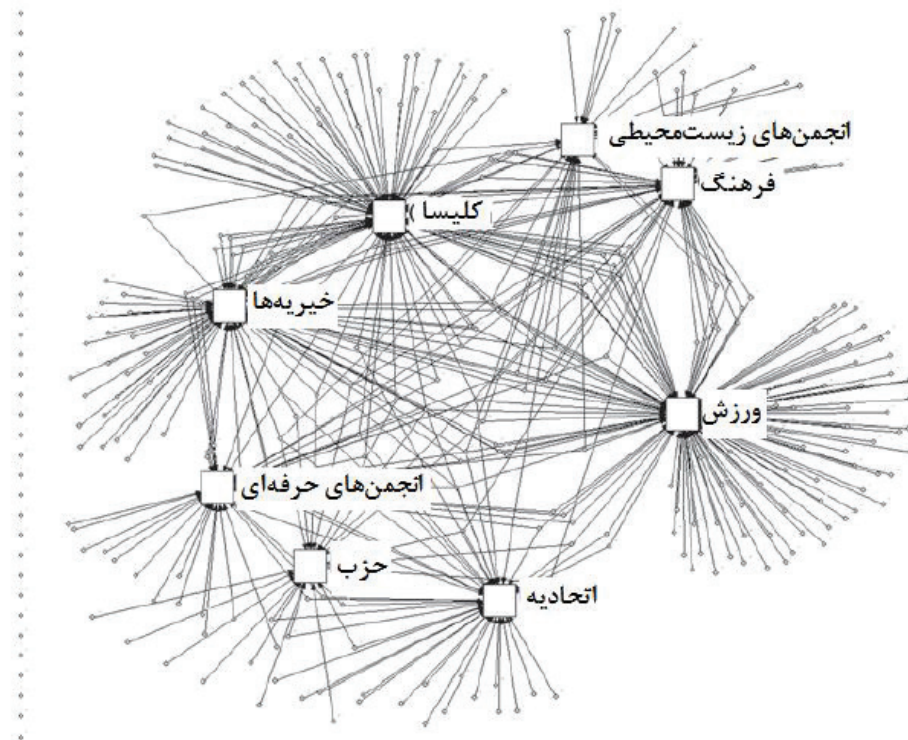 انجمن‌های زیست‌محیطی
فرهنگ
کلیسا
خیریه‌ها
ورزش
انجمن‌های حرفه‌ای
حزب
اتحادیه